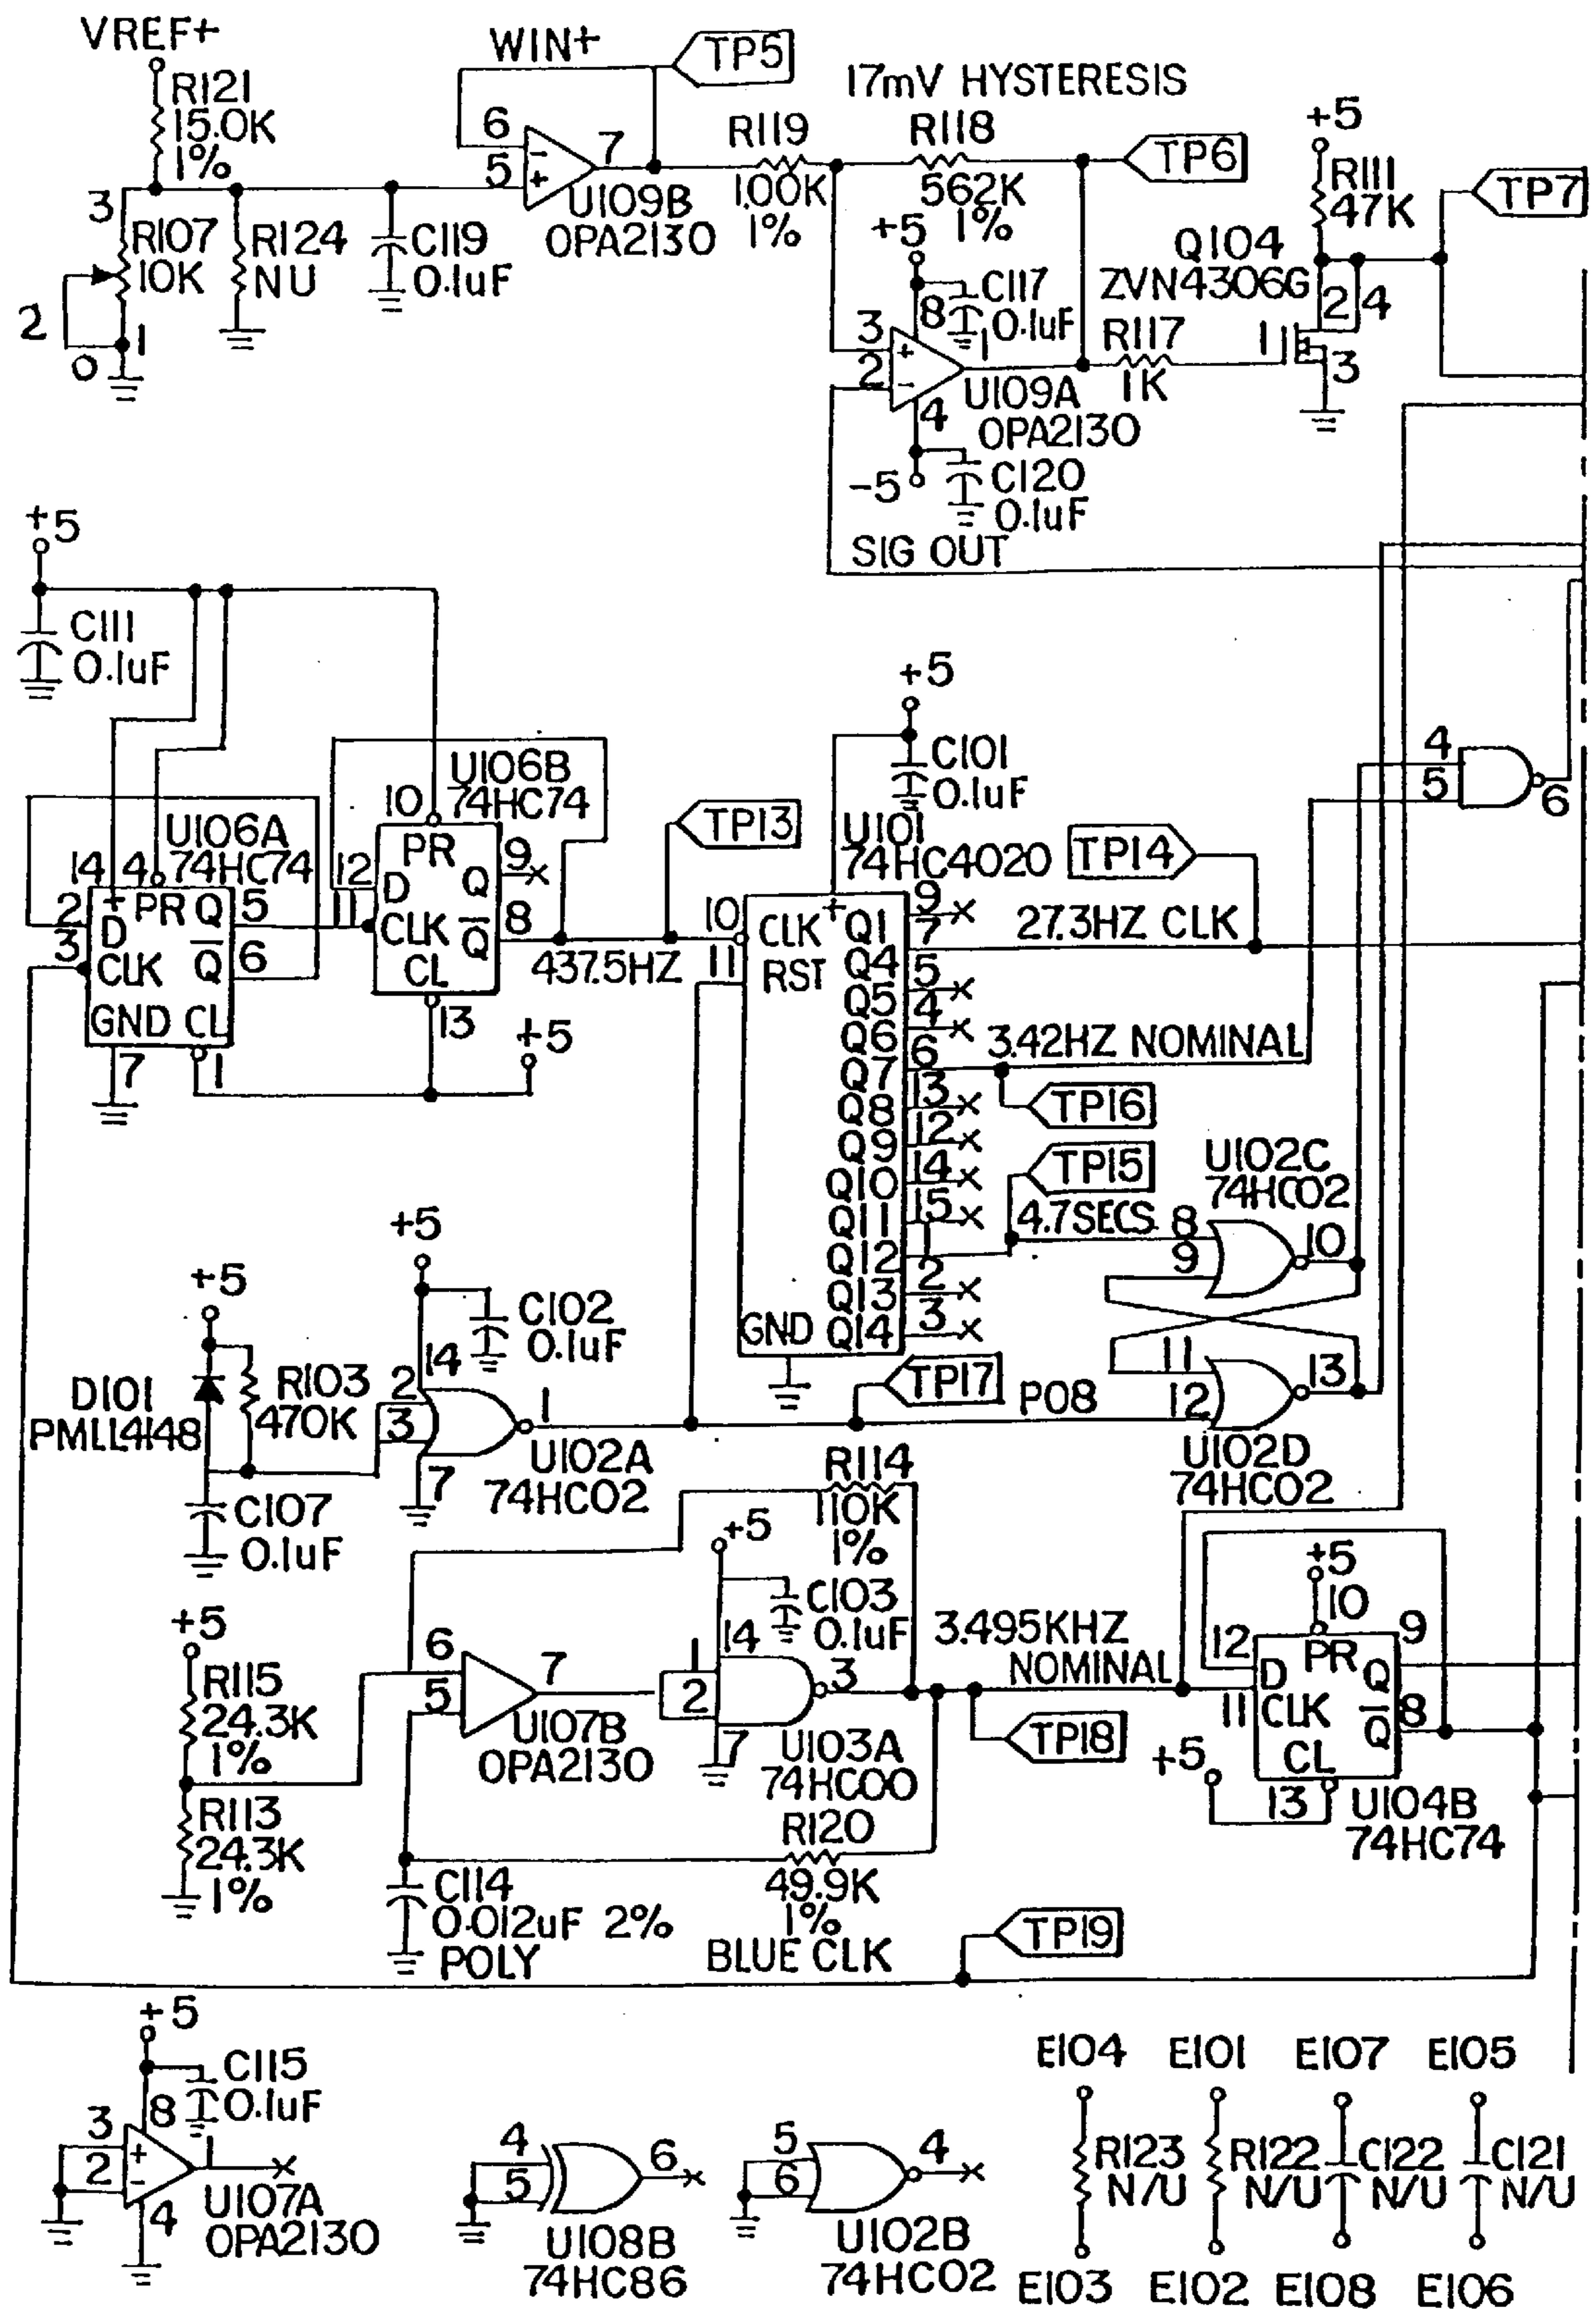 VREF+
R121
15.0K
1%
3
R107
10K
2
0
1
R124
NU
C119
0.1uF
WIN+
TP5
6
5
-
+
7
U109B
OPA2130
R119
1.00K
1%
17mV HYSTERESIS
R118
562K
1%
TP6
+5
8
C117
0.1uF
3
2
+
-
1
4
U109A
OPA2130
-5
C120
0.1uF
SIG OUT
R117
1K
+5
R111
47K
TP7
Q104
ZVN4306G
2
4
1
3
+5
C111
0.1uF
U106A
74HC74
14
4
2
3
+
PR
Q
5
D
CLK
Q
6
GND
CL
7
1
U106B
74HC74
10
12
11
PR
9
D
Q
CLK
Q
8
CL
13
+5
437.5HZ
TP13
+5
C101
0.1uF
U101
74HC4020
10
11
CLK
RST
+
Q1
9
Q4
7
Q5
5
Q6
4
Q7
6
Q8
13
Q9
12
Q10
14
Q11
15
Q12
1
Q13
2
GND
Q14
3
TP14
27.3HZ CLK
3.42HZ NOMINAL
TP16
TP15
4.7SECS
4
5
6
U102C
74HC02
8
9
10
11
12
13
U102D
74HC02
+5
D101
PMLL4148
R103
470K
C107
0.1uF
+5
C102
0.1uF
14
2
3
1
7
U102A
74HC02
TP17
P08
R114
110K
1%
+5
C103
0.1uF
14
1
2
3
7
U103A
74HC00
+5
R115
24.3K
1%
R113
24.3K
1%
6
5
7
U107B
OPA2130
3.495KHZ
NOMINAL
TP18
R120
49.9K
1%
C114
0.012uF 2%
POLY
BLUE CLK
TP19
+5
10
12
11
PR
9
D
Q
CLK
Q
8
CL
+5
13
U104B
74HC74
+5
C115
0.1uF
8
3
2
+
-
1
4
U107A
OPA2130
4
5
6
U108B
74HC86
5
6
4
U102B
74HC02
E104
E101
E107
E105
R123
N/U
R122
N/U
C122
N/U
C121
N/U
E103
E102
E108
E106